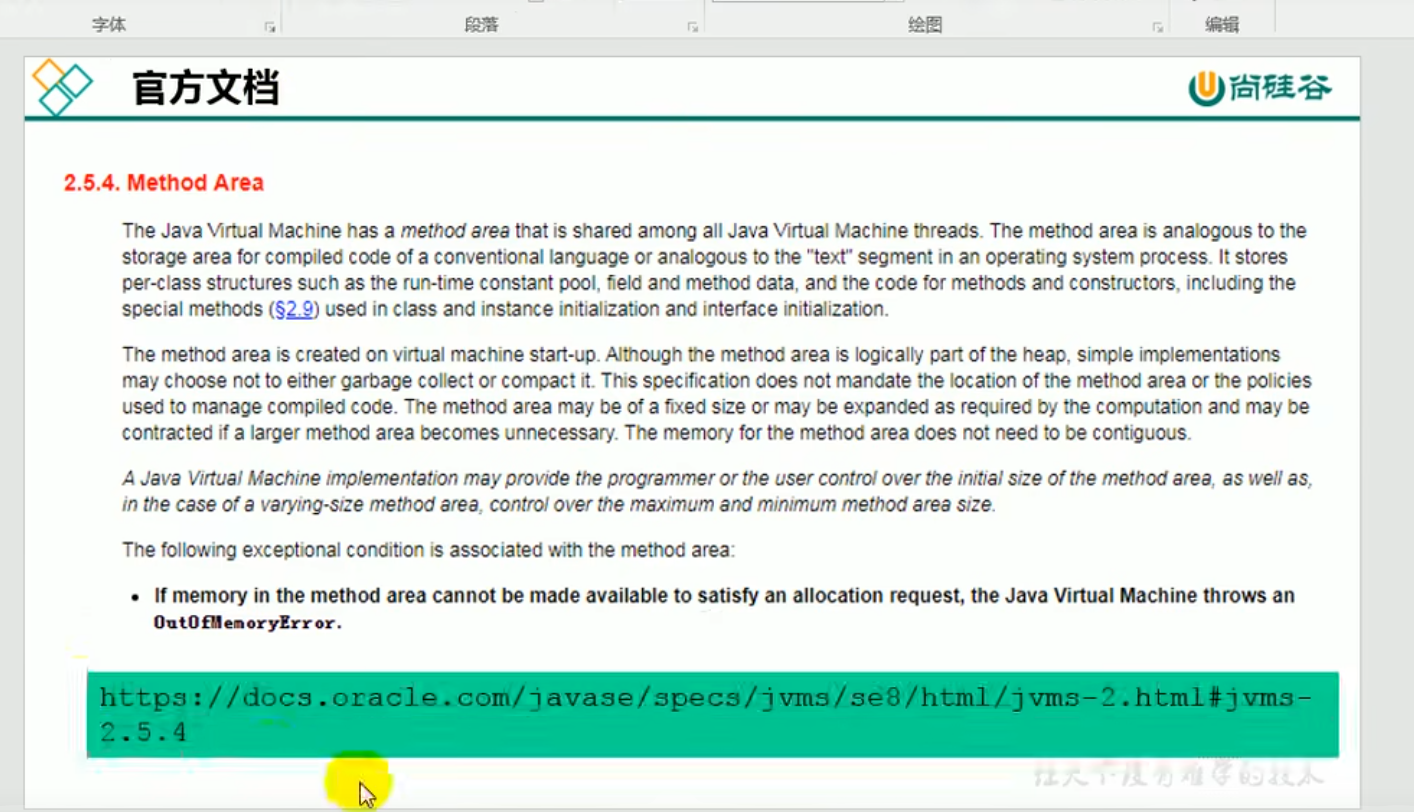 字体 段落 绘图 编辑
官方文档 尚硅谷
2.5.4. Method Area
The Java Virtual Machine has a method area that is shared among all Java Virtual Machine threads. The method area is analogous to the
storage area for compiled code of a conventional language or analogous to the "text" segment in an operating system process. It stores
per-class structures such as the run-time constant pool, field and method data, and the code for methods and constructors, including the
special methods (§2.9) used in class and instance initialization and interface initialization.
The method area is created on virtual machine start-up. Although the method area is logically part of the heap, simple implementations
may choose not to either garbage collect or compact it. This specification does not mandate the location of the method area or the policies
used to manage compiled code. The method area may be of a fixed size or may be expanded as required by the computation and may be
contracted if a larger method area becomes unnecessary. The memory for the method area does not need to be contiguous.
A Java Virtual Machine implementation may provide the programmer or the user control over the initial size of the method area, as well as,
in the case of a varying-size method area, control over the maximum and minimum method area size.
The following exceptional condition is associated with the method area:
• If memory in the method area cannot be made available to satisfy an allocation request, the Java Virtual Machine throws an
OutOfMemoryError.
https://docs.oracle.com/javase/specs/jvms/se8/html/jvms-2.html#jvms-
2.5.4